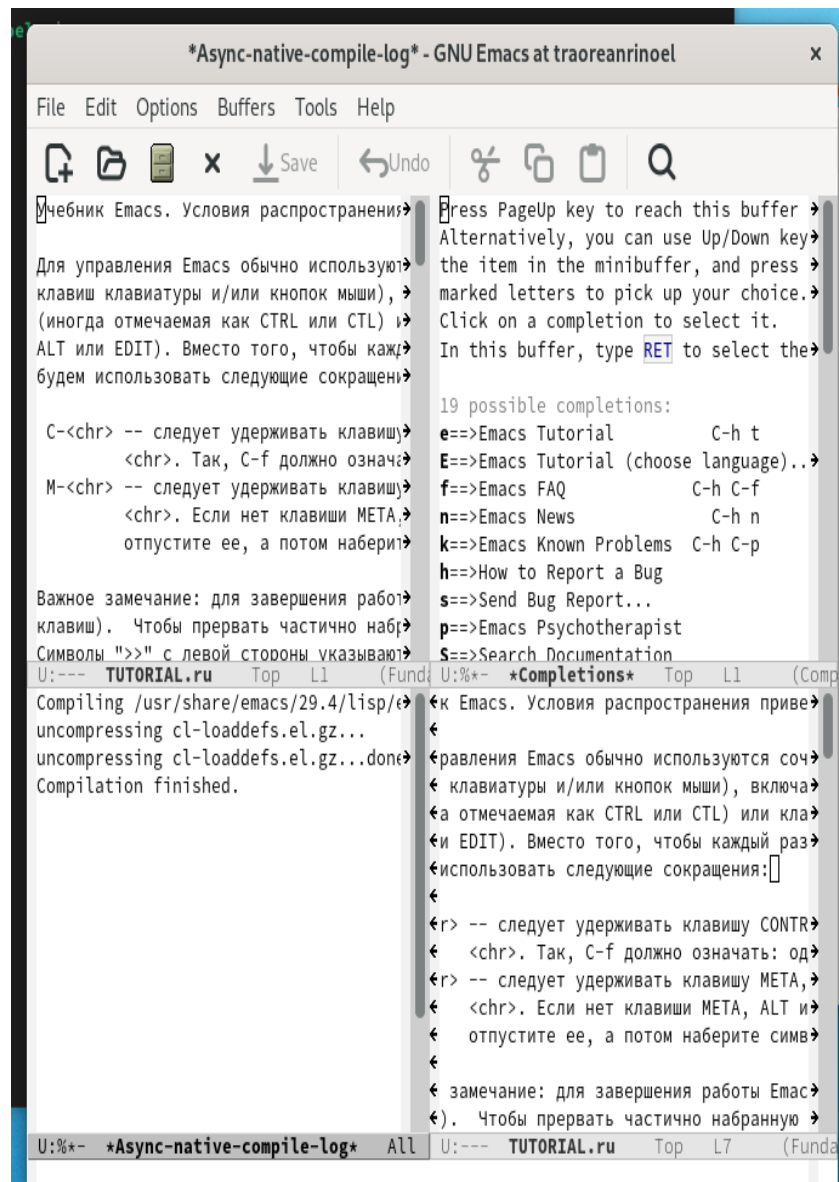 *Async-native-compile-log* - GNU Emacs at traoreanrinoel
File Edit Options Buffers Tools Help
Save Undo
Учебник Emacs. Условия распространения
Для управления Emacs обычно используют
клавиш клавиатуры и/или кнопок мыши),
(иногда отмечаемая как CTRL или CTL) и
ALT или EDIT). Вместо того, чтобы кажд
будем использовать следующие сокращени
C-<chr> -- следует удерживать клавишу
<chr>. Так, C-f должно означа
M-<chr> -- следует удерживать клавишу
<chr>. Если нет клавиши META,
отпустите ее, а потом наберит
Важное замечание: для завершения работ
клавиш). Чтобы прервать частично набр
Символы ">>" с левой стороны указывают
U:--- TUTORIAL.ru Top L1 (Funda
Press PageUp key to reach this buffer
Alternatively, you can use Up/Down key
the item in the minibuffer, and press
marked letters to pick up your choice.
Click on a completion to select it.
In this buffer, type RET to select the
19 possible completions:
e==>Emacs Tutorial C-h t
E==>Emacs Tutorial (choose language)..
f==>Emacs FAQ C-h C-f
n==>Emacs News C-h n
k==>Emacs Known Problems C-h C-p
h==>How to Report a Bug
s==>Send Bug Report...
p==>Emacs Psychotherapist
S==>Search Documentation
U:%*- *Completions* Top L1 (Comp
Compiling /usr/share/emacs/29.4/lisp/e
uncompressing cl-loaddefs.el.gz...
uncompressing cl-loaddefs.el.gz...done
Compilation finished.
U:%*- *Async-native-compile-log* All
к Emacs. Условия распространения приве
равления Emacs обычно используются соч
клавиатуры и/или кнопок мыши), включа
а отмечаемая как CTRL или CTL) или кла
и EDIT). Вместо того, чтобы каждый раз
использовать следующие сокращения:
r> -- следует удерживать клавишу CONTR
<chr>. Так, C-f должно означать: од
r> -- следует удерживать клавишу META,
<chr>. Если нет клавиши META, ALT и
отпустите ее, а потом наберите симв
замечание: для завершения работы Emac
). Чтобы прервать частично набранную
U:--- TUTORIAL.ru Top L7 (Funda